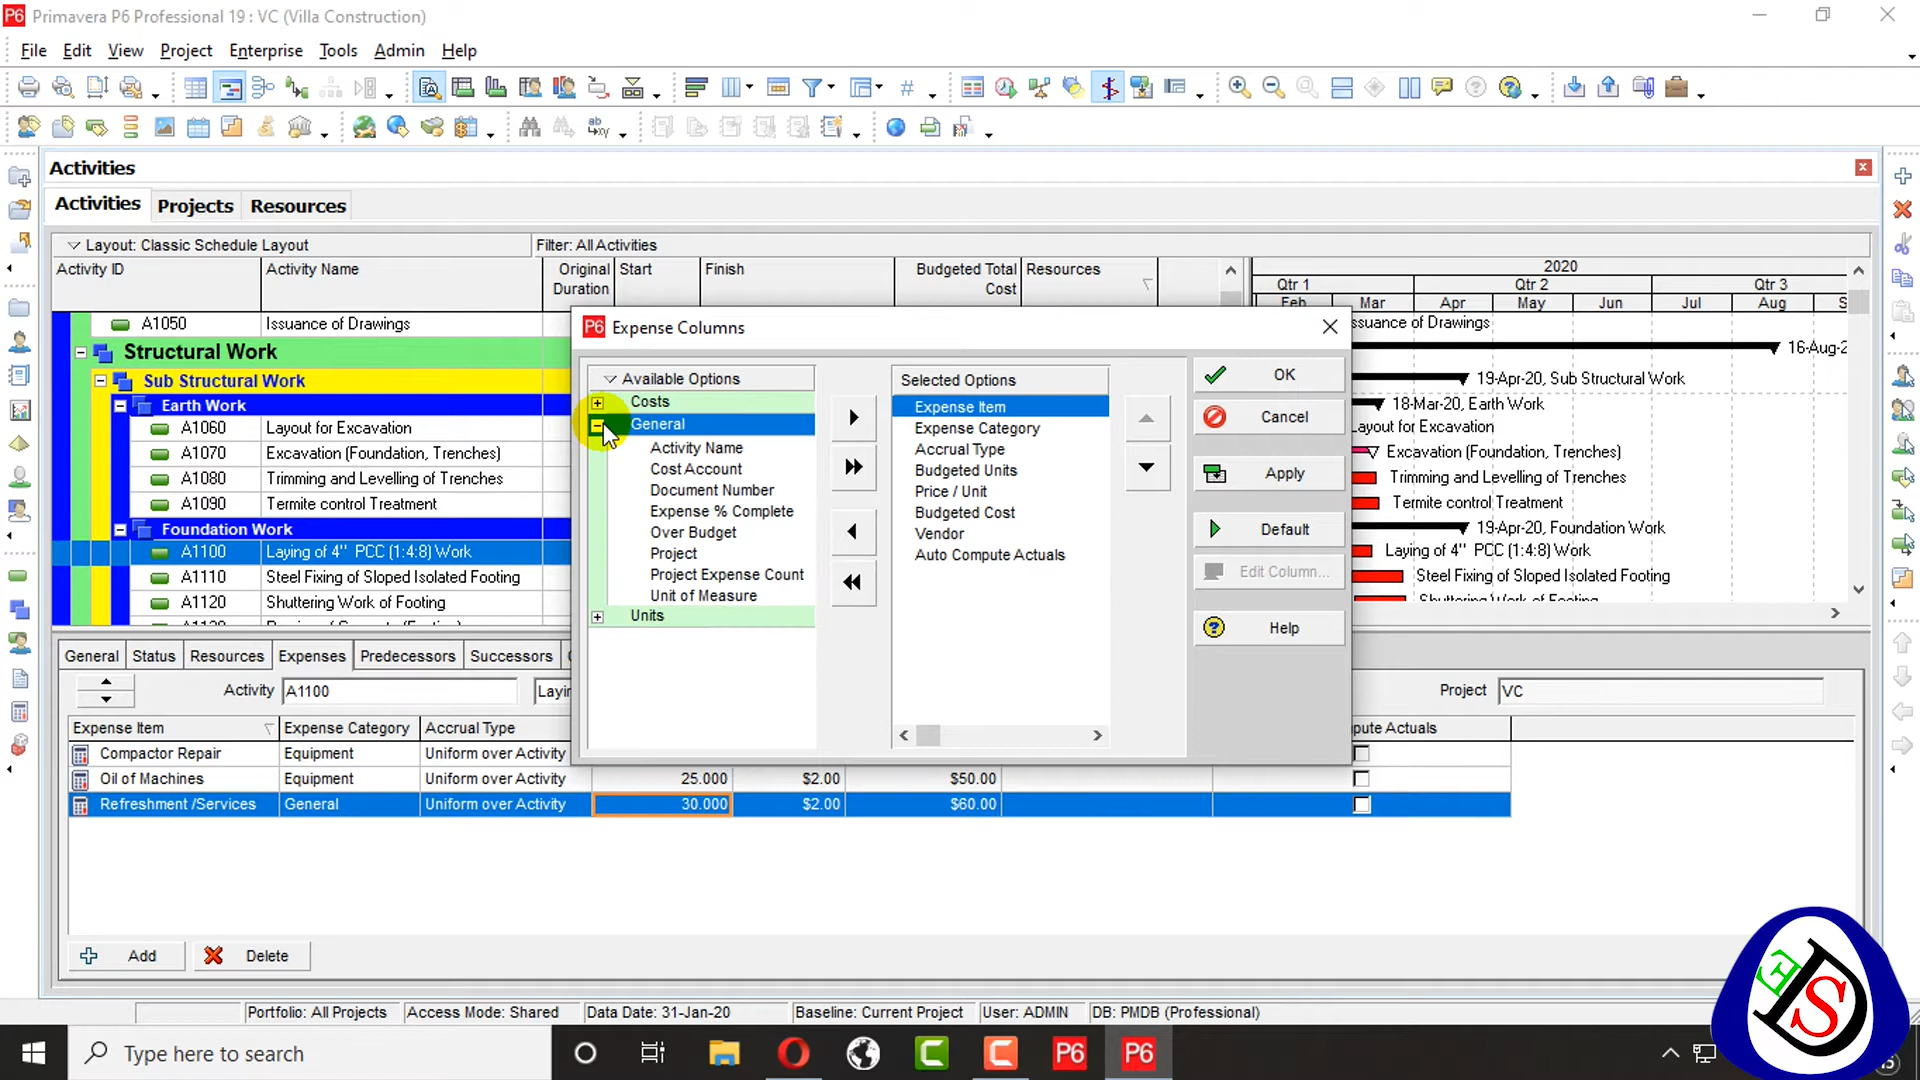 P6 Primavera P6 Professional 19 : VC (Villa Construction)
File Edit View Project Enterprise Tools Admin Help
Activities
Activities Projects Resources
Layout: Classic Schedule Layout Filter: All Activities
Activity ID Activity Name Original Duration Start Finish Budgeted Total Cost Resources
2020
Qtr 1 Qtr 2 Qtr 3
Feb Mar Apr May Jun Jul Aug S
A1050 Issuance of Drawings
Structural Work
Sub Structural Work
Earth Work
A1060 Layout for Excavation
A1070 Excavation (Foundation, Trenches)
A1080 Trimming and Levelling of Trenches
A1090 Termite control Treatment
Foundation Work
A1100 Laying of 4'' PCC (1:4:8) Work
A1110 Steel Fixing of Sloped Isolated Footing
A1120 Shuttering Work of Footing
ssuance of Drawings
16-Aug-2
19-Apr-20, Sub Structural Work
18-Mar-20, Earth Work
ayout for Excavation
Excavation (Foundation, Trenches)
Trimming and Levelling of Trenches
Termite control Treatment
19-Apr-20, Foundation Work
Laying of 4'' PCC (1:4:8) Work
Steel Fixing of Sloped Isolated Footing
Shuttering Work of Footing
P6 Expense Columns
Available Options
Costs
General
Activity Name
Cost Account
Document Number
Expense % Complete
Over Budget
Project
Project Expense Count
Unit of Measure
Units
Selected Options
Expense Item
Expense Category
Accrual Type
Budgeted Units
Price / Unit
Budgeted Cost
Vendor
Auto Compute Actuals
OK
Cancel
Apply
Default
Edit Column...
Help
General Status Resources Expenses Predecessors Successors
Activity A1100 Layin Project VC
Expense Item Expense Category Accrual Type pute Actuals
Compactor Repair Equipment Uniform over Activity
Oil of Machines Equipment Uniform over Activity 25.000 $2.00 $50.00
Refreshment /Services General Uniform over Activity 30.000 $2.00 $60.00
Add Delete
Portfolio: All Projects Access Mode: Shared Data Date: 31-Jan-20 Baseline: Current Project User: ADMIN DB: PMDB (Professional)
Type here to search
P6 P6
E
S